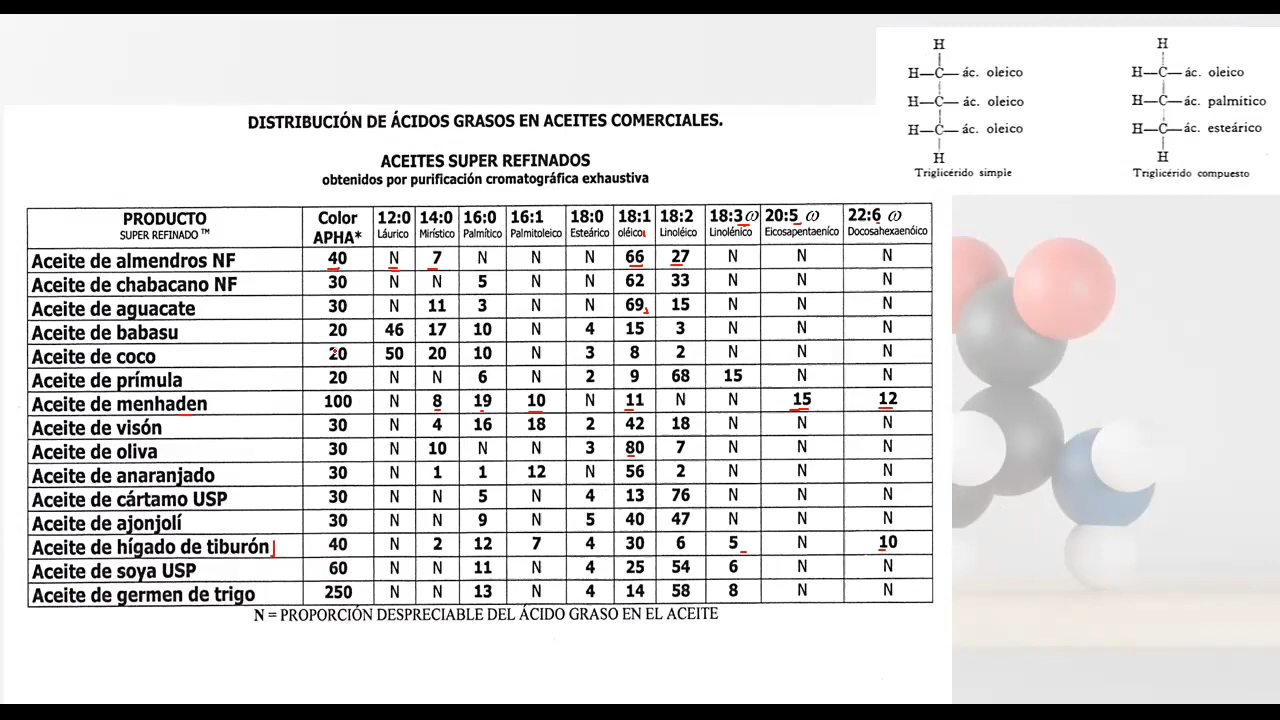 H
H—C— ác. oleico
H—C— ác. oleico
H—C— ác. oleico
H
Triglicérido simple
H
H—C— ác. oleico
H—C— ác. palmítico
H—C— ác. esteárico
H
Triglicérido compuesto
DISTRIBUCIÓN DE ÁCIDOS GRASOS EN ACEITES COMERCIALES.
ACEITES SUPER REFINADOS
obtenidos por purificación cromatográfica exhaustiva
PRODUCTO Color 12:0 14:0 16:0 16:1 18:0 18:1 18:2 18:3 ω 20:5 ω 22:6 ω
SUPER REFINADO ™ APHA* Láurico Mirístico Palmítico Palmitoleico Esteárico oléico Linoléico Linolénico Eicosapentaeníco Docosahexaenóico
Aceite de almendros NF 40 N 7 N N N 66 27 N N N
Aceite de chabacano NF 30 N N 5 N N 62 33 N N N
Aceite de aguacate 30 N 11 3 N N 69 15 N N N
Aceite de babasu 20 46 17 10 N 4 15 3 N N N
Aceite de coco 20 50 20 10 N 3 8 2 N N N
Aceite de prímula 20 N N 6 N 2 9 68 15 N N
Aceite de menhaden 100 N 8 19 10 N 11 N N 15 12
Aceite de visón 30 N 4 16 18 2 42 18 N N N
Aceite de oliva 30 N 10 N N 3 80 7 N N N
Aceite de anaranjado 30 N 1 1 12 N 56 2 N N N
Aceite de cártamo USP 30 N N 5 N 4 13 76 N N N
Aceite de ajonjolí 30 N N 9 N 5 40 47 N N N
Aceite de hígado de tiburón 40 N 2 12 7 4 30 6 5 N 10
Aceite de soya USP 60 N N 11 N 4 25 54 6 N N
Aceite de germen de trigo 250 N N 13 N 4 14 58 8 N N
N = PROPORCIÓN DESPRECIABLE DEL ÁCIDO GRASO EN EL ACEITE